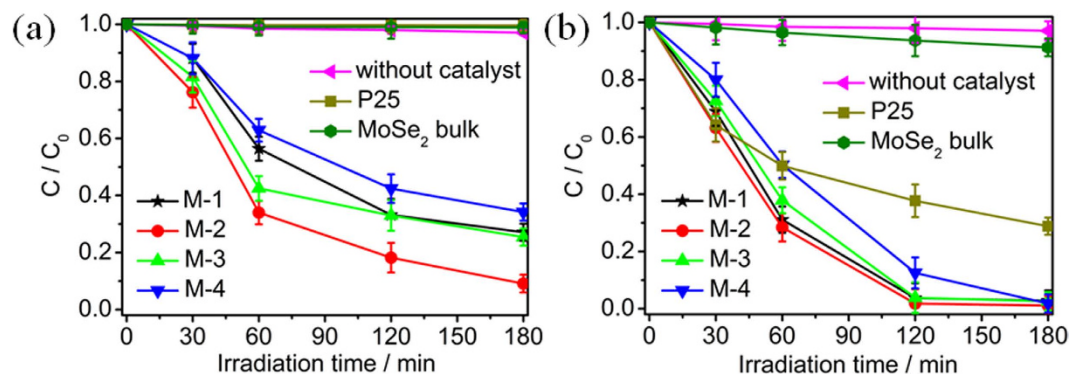 (a)
C / C₀
1.0
0.8
0.6
0.4
0.2
0.0
without catalyst
P25
MoSe₂ bulk
M-1
M-2
M-3
M-4
0 30 60 90 120 150 180
Irradiation time / min
(b)
C / C₀
1.0
0.8
0.6
0.4
0.2
0.0
without catalyst
P25
MoSe₂ bulk
M-1
M-2
M-3
M-4
0 30 60 90 120 150 180
Irradiation time / min